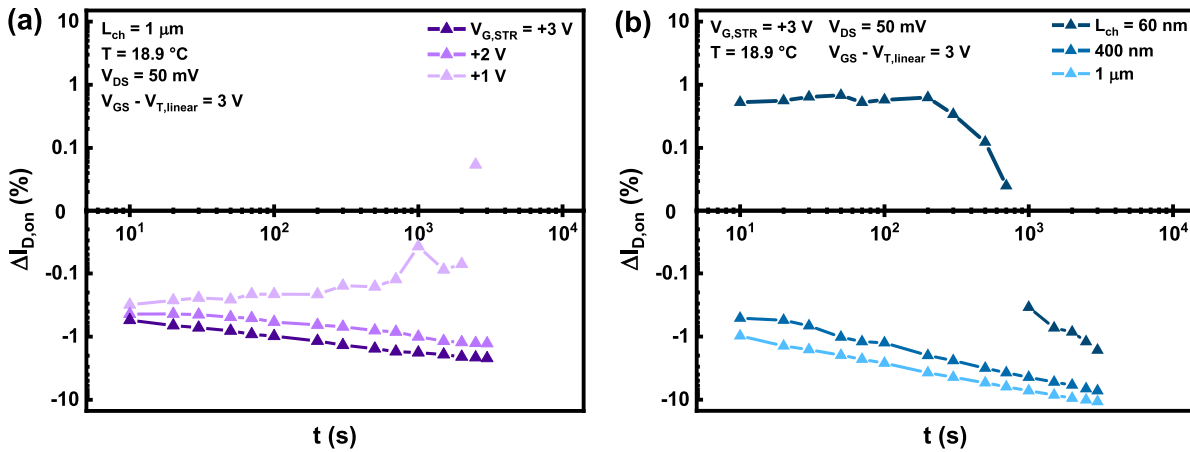 (a)
L_ch = 1 μm
T = 18.9 °C
V_DS = 50 mV
V_GS - V_T,linear = 3 V
V_G,STR = +3 V
+2 V
+1 V
10
1
0.1
0
-0.1
-1
-10
10^1
10^2
10^3
10^4
ΔI_D,on (%)
t (s)
(b)
V_G,STR = +3 V V_DS = 50 mV
T = 18.9 °C V_GS - V_T,linear = 3 V
L_ch = 60 nm
400 nm
1 μm
10
1
0.1
0
-0.1
-1
-10
10^1
10^2
10^3
10^4
ΔI_D,on (%)
t (s)